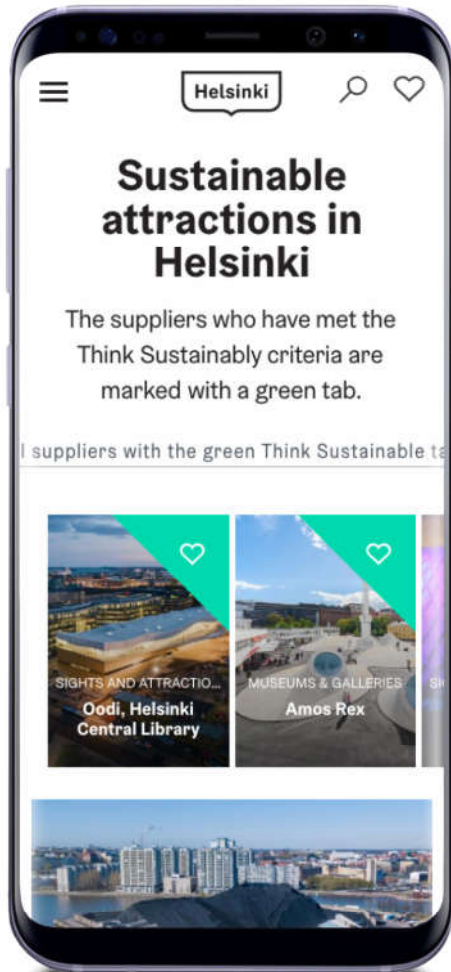 Helsinki
Sustainable
attractions in
Helsinki
The suppliers who have met the
Think Sustainably criteria are
marked with a green tab.
suppliers with the green Think Sustainable
SIGHTS AND ATTRACTIO...
Oodi, Helsinki
Central Library
MUSEUMS & GALLERIES
Amos Rex